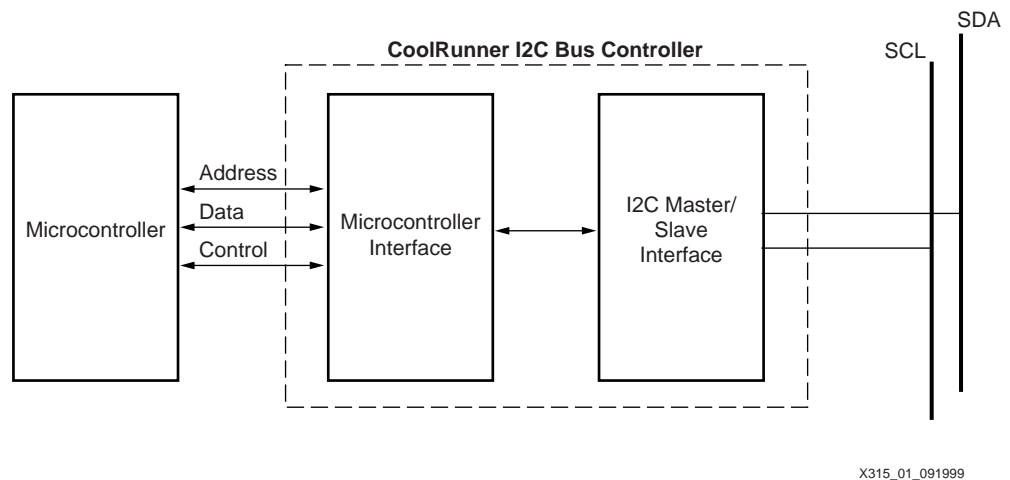 SDA
CoolRunner I2C Bus Controller
SCL
Address
Data
Control
Microcontroller
Microcontroller
Interface
I2C Master/
Slave
Interface
X315_01_091999